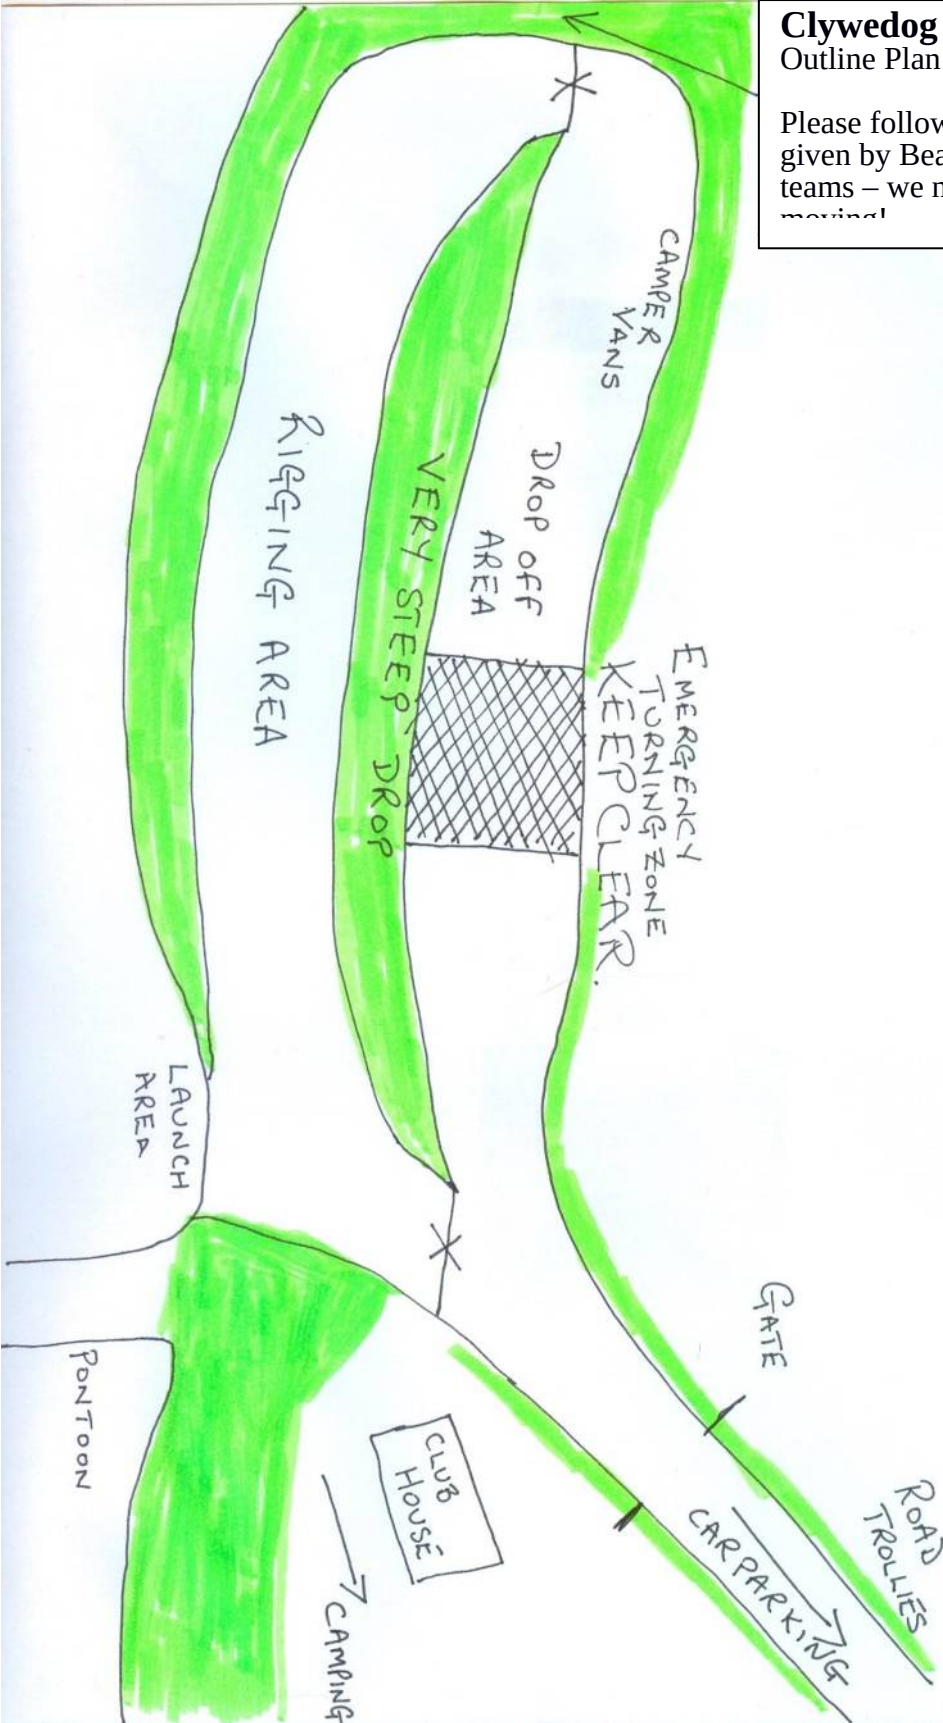 Clywedog
Outline Plan
Please follow
given by
teams – we
moving!
CAMPER
VANS
DROP OFF
AREA
VERY STEEP DROP
RIGGING AREA
EMERGENCY
TURNING ZONE
KEEP CLEAR.
LAUNCH
AREA
GATE
PONTOON
CLUB
HOUSE
CAMPING
CARPARKING
ROAD
TROLLIES